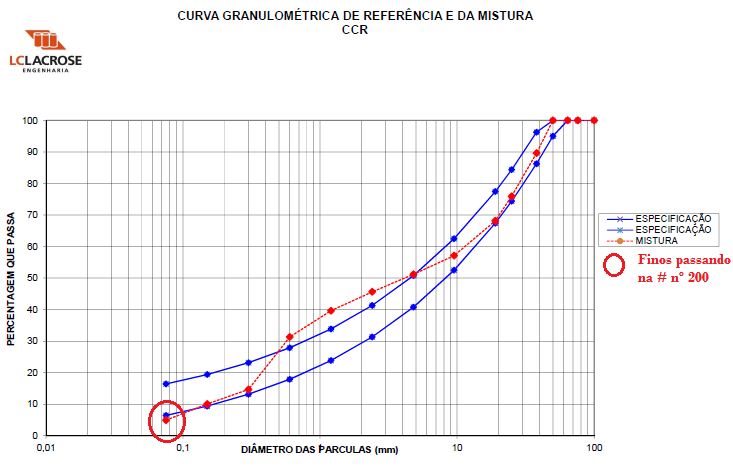 CURVA GRANULOMÉTRICA DE REFERÊNCIA E DA MISTURA
CCR
LCLACROSE
ENGENHARIA
PERCENTAGEM QUE PASSA
100
90
80
70
60
50
40
30
20
10
0
0,01
0,1
1
10
100
DIÂMETRO DAS PARCULAS (mm)
ESPECIFICAÇÃO
ESPECIFICAÇÃO
MISTURA
Finos passando
na # nº 200